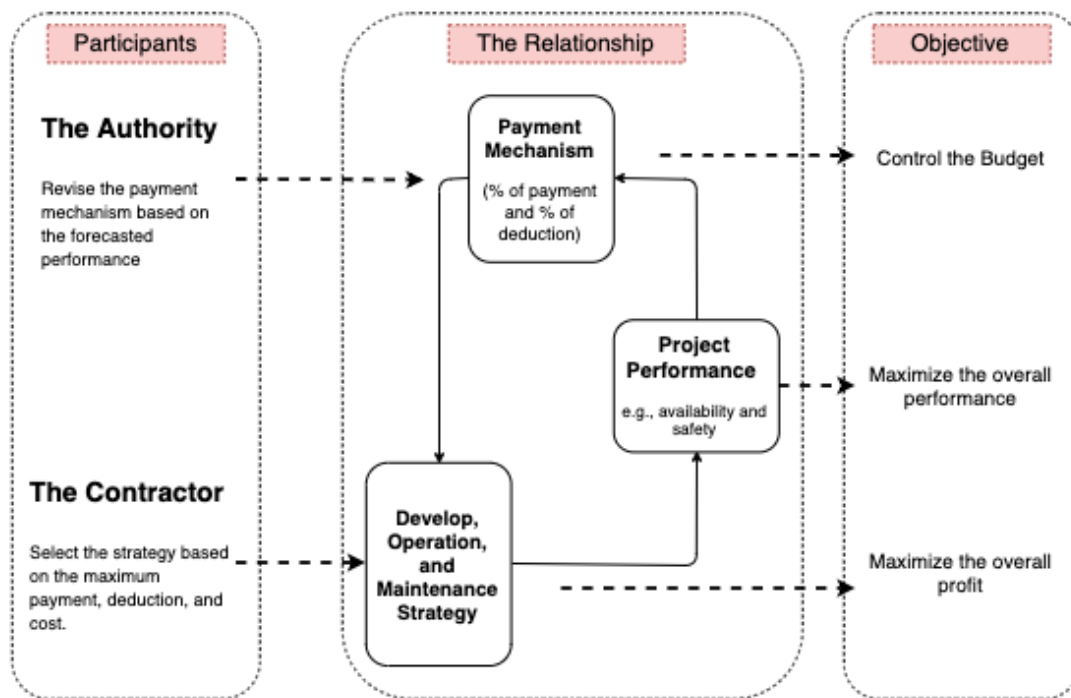 Participants
The Relationship
Objective
The Authority
Revise the payment
mechanism based on
the forecasted
performance
Payment
Mechanism
(% of payment
and % of
deduction)
Control the Budget
Project
Performance
e.g., availability and
safety
Maximize the overall
performance
The Contractor
Select the strategy based
on the maximum
payment, deduction, and
cost.
Develop,
Operation,
and
Maintenance
Strategy
Maximize the overall
profit